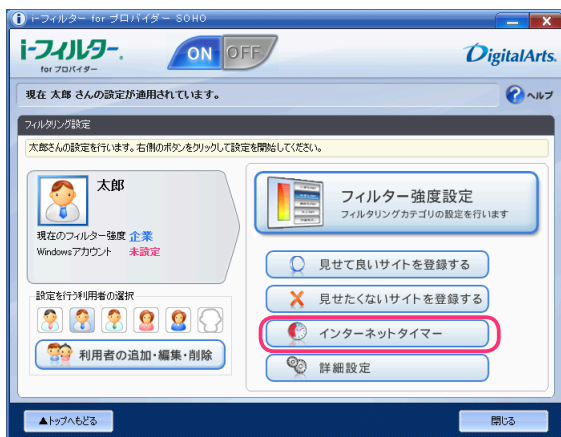 i-フィルター for プロバイダー SOHO
i-フィルター®
for プロバイダー
ON OFF
DigitalArts®
現在 太郎 さんの設定が適用されています。
? ヘルプ
フィルタリング設定
太郎さんの設定を行います。右側のボタンをクリックして設定を開始してください。
太郎
現在のフィルター強度 企業
Windowsアカウント 未設定
設定を行う利用者の選択
利用者の追加・編集・削除
フィルター強度設定
フィルタリングカテゴリの設定を行います
見せて良いサイトを登録する
見せたくないサイトを登録する
インターネットタイマー
詳細設定
▲トップへもどる
閉じる